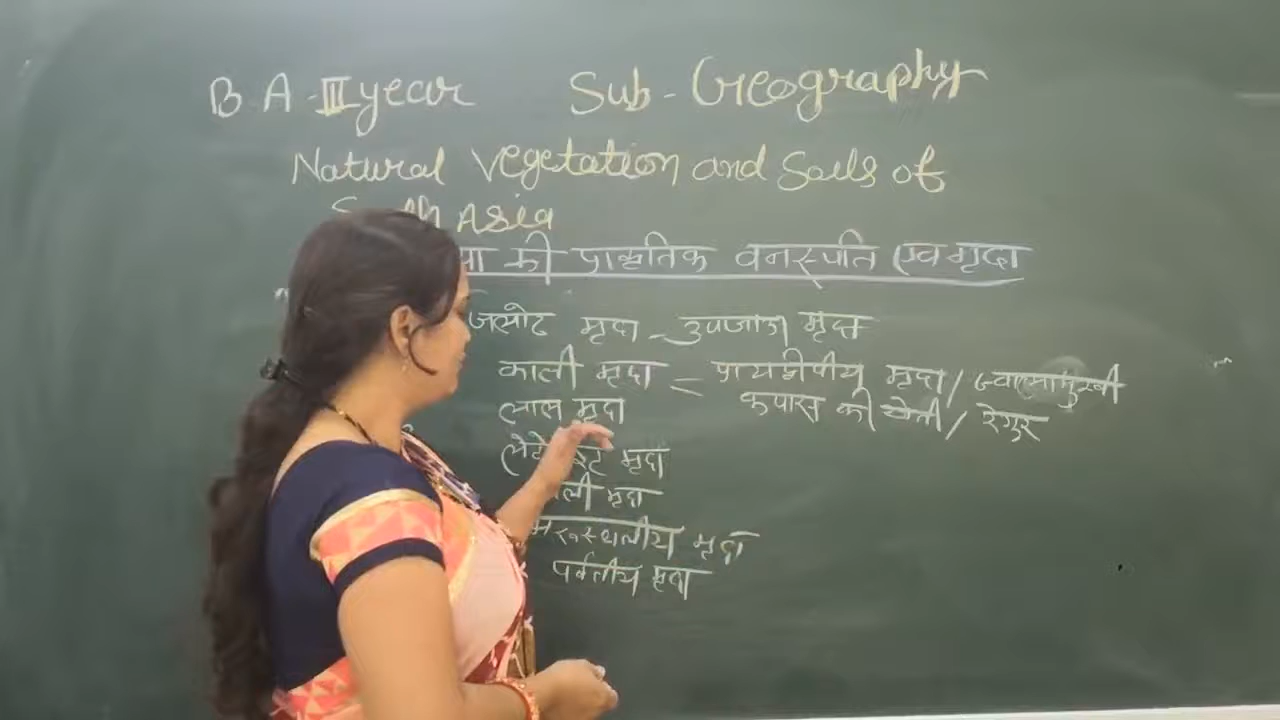 B A - III year Sub - Geography
Natural Vegetation and Soils of
Asia
की प्राकृतिक वनस्पति एवं मृदा
जलोढ मृदा - उपजाऊ मृदा
काली मृदा = प्रायद्वीपीय मृदा / ज्वालामुखी
लाल मृदा कपास की खेती / रेगुर
मृदा
मृदा
मरुस्थलीय मृदा
पर्वतीय मृदा